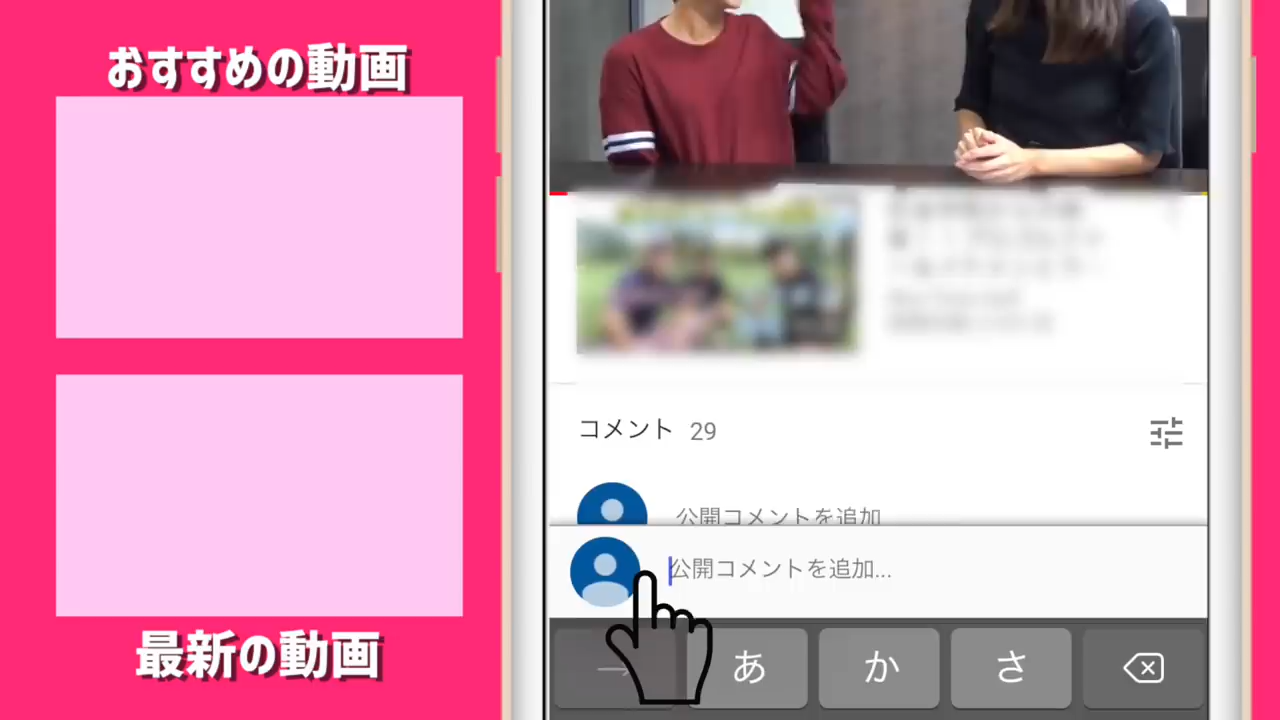 おすすめの動画
最新の動画
コメント 29
公開コメントを追加
公開コメントを追加...
→ あ か さ